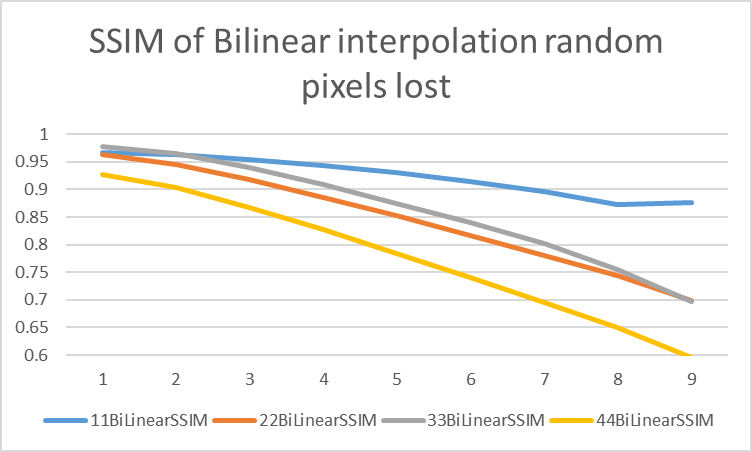 SSIM of Bilinear interpolation random
pixels lost
1
0.95
0.9
0.85
0.8
0.75
0.7
0.65
0.6
1 2 3 4 5 6 7 8 9
11BiLinearSSIM 22BiLinearSSIM 33BiLinearSSIM 44BiLinearSSIM